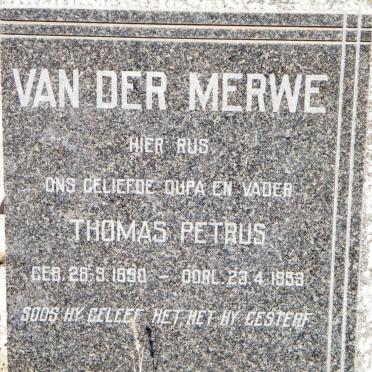 VAN DER MERWE
HIER RUS
ONS GELIEFDE OUPA EN VADER
THOMAS PETRUS
GEB. 28.9.1890 - OORL. 23.4.1953
SOOS HY GELEEF HET, HET HY GESTERF